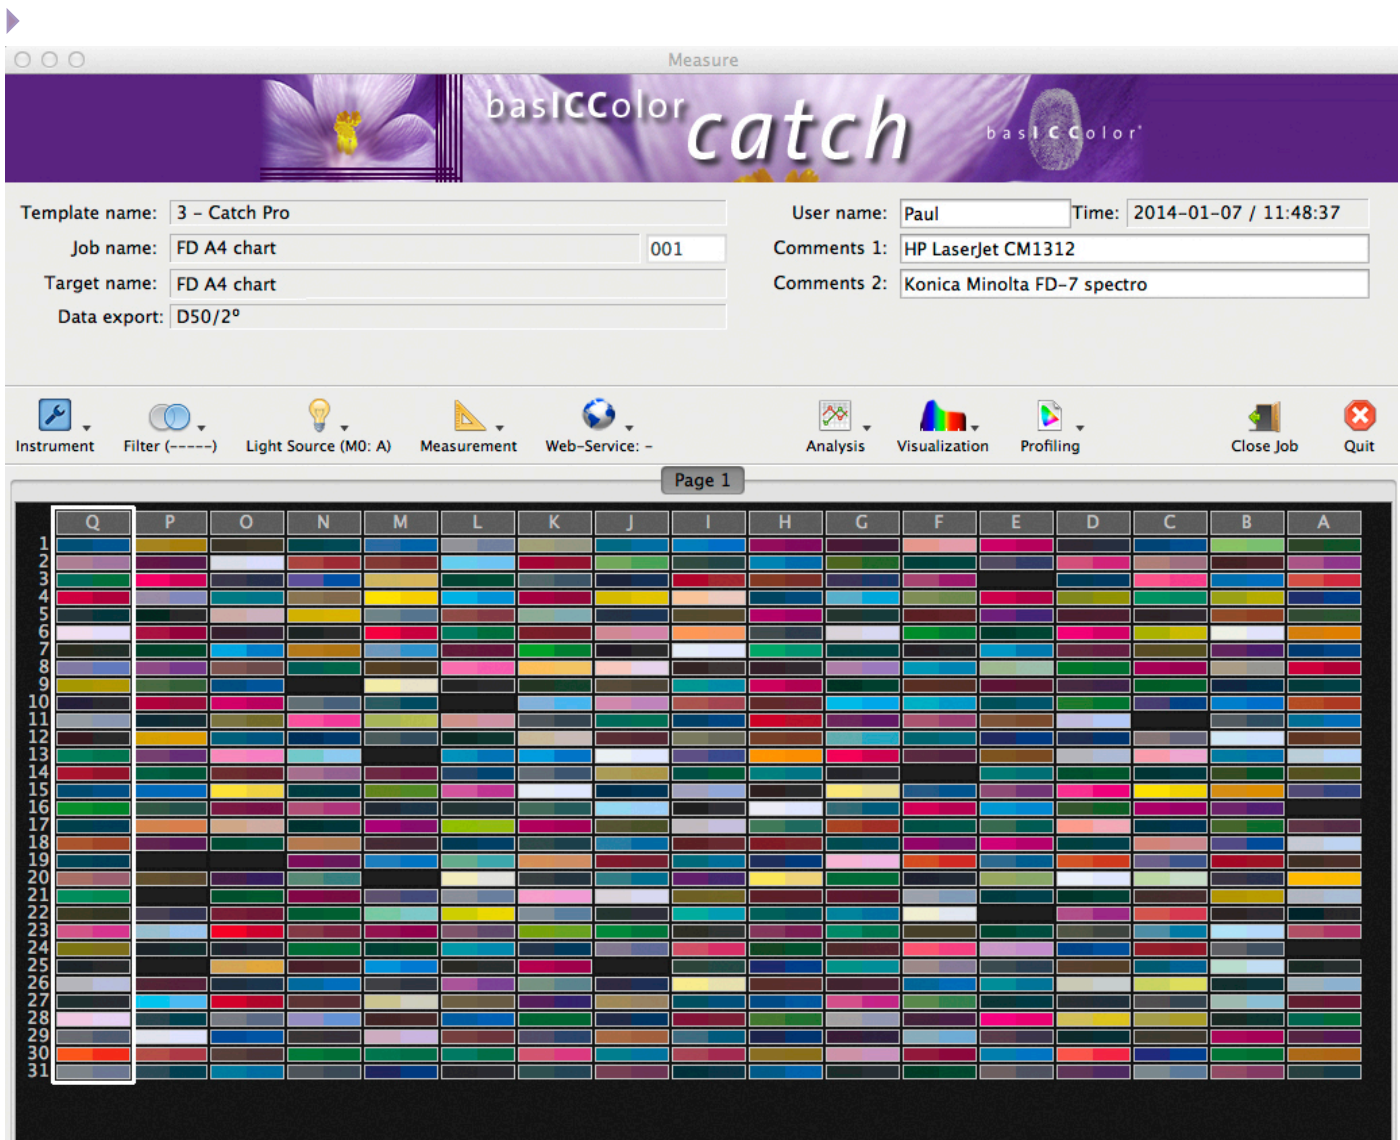 Measure
basICCColor catch
basICCColor
Template name: 3 – Catch Pro
User name: Paul Time: 2014-01-07 / 11:48:37
Job name: FD A4 chart 001
Comments 1: HP LaserJet CM1312
Target name: FD A4 chart
Comments 2: Konica Minolta FD-7 spectro
Data export: D50/2°
Instrument Filter (-----) Light Source (M0: A) Measurement Web-Service: - Analysis Visualization Profiling Close Job Quit
Page 1
Q P O N M L K J I H G F E D C B A
1
2
3
4
5
6
7
8
9
10
11
12
13
14
15
16
17
18
19
20
21
22
23
24
25
26
27
28
29
30
31